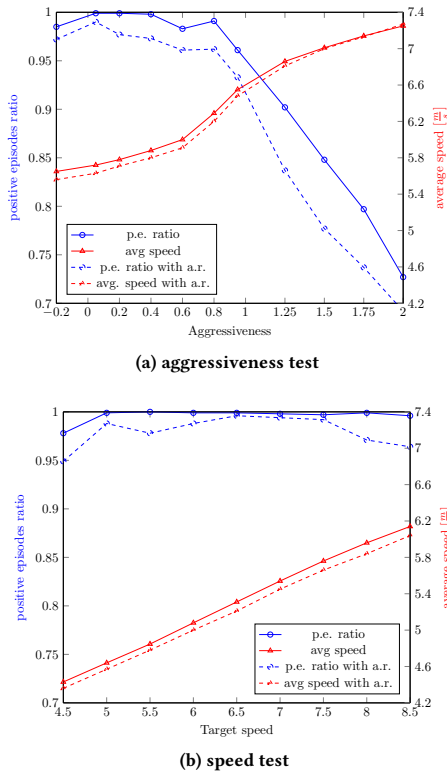 1
0.95
0.9
0.85
0.8
0.75
0.7
positive episodes ratio
7.4
7
6.6
6.2
5.8
5.4
5
4.6
4.2
average speed [m/s]
p.e. ratio
avg speed
p.e. ratio with a.r.
avg. speed with a.r.
−0.2 0 0.2 0.4 0.6 0.8 1 1.25 1.5 1.75 2
Aggressiveness
(a) aggressiveness test
1
0.95
0.9
0.85
0.8
0.75
0.7
positive episodes ratio
7.4
7
6.6
6.2
5.8
5.4
5
4.6
4.2
average speed [m/s]
p.e. ratio
avg speed
p.e. ratio with a.r.
avg speed with a.r.
4.5 5 5.5 6 6.5 7 7.5 8 8.5
Target speed
(b) speed test